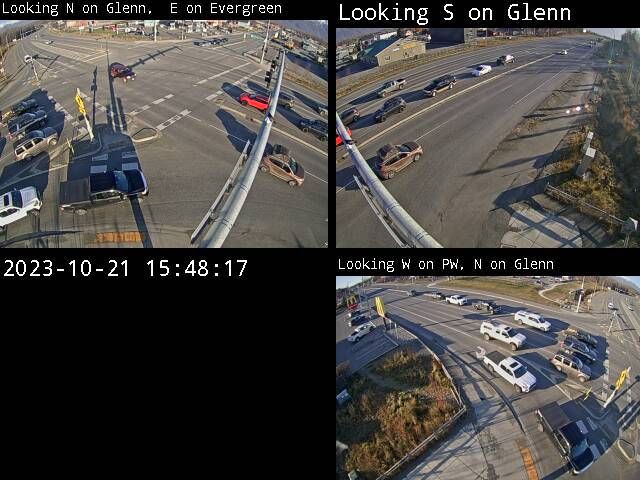 Looking N on Glenn, E on Evergreen
Looking S on Glenn
2023-10-21 15:48:17
Looking W on PW, N on Glenn